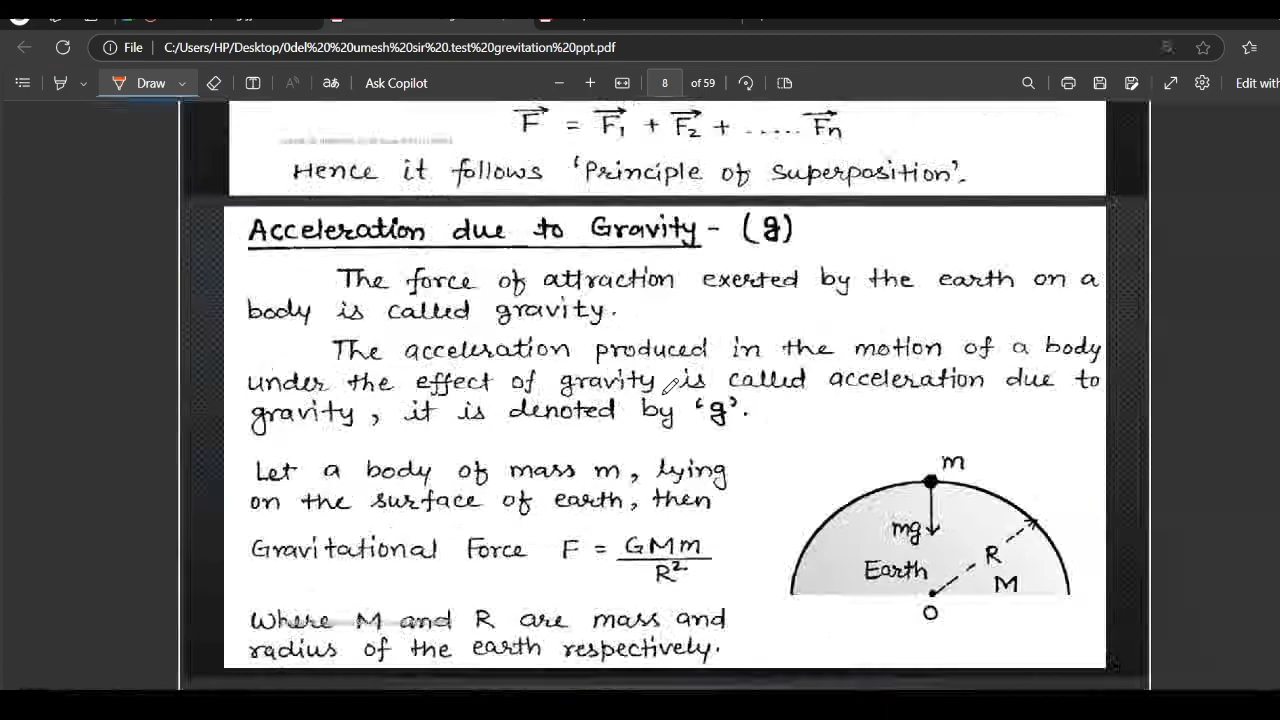 File C:/Users/HP/Desktop/0del%20%20umesh%20sir%20.test%20grevitation%20ppt.pdf
Draw Ask Copilot 8 of 59 Edit with
F = F1 + F2 + ..... Fn
Hence it follows 'Principle of Superposition'.
Acceleration due to Gravity - (g)
The force of attraction exerted by the earth on a
body is called gravity.
The acceleration produced in the motion of a body
under the effect of gravity is called acceleration due to
gravity, it is denoted by 'g'.
Let a body of mass m, lying
on the surface of earth, then
Gravitational Force F = GMm/R²
Where M and R are mass and
radius of the earth respectively.
m
mg
R
Earth
M
O